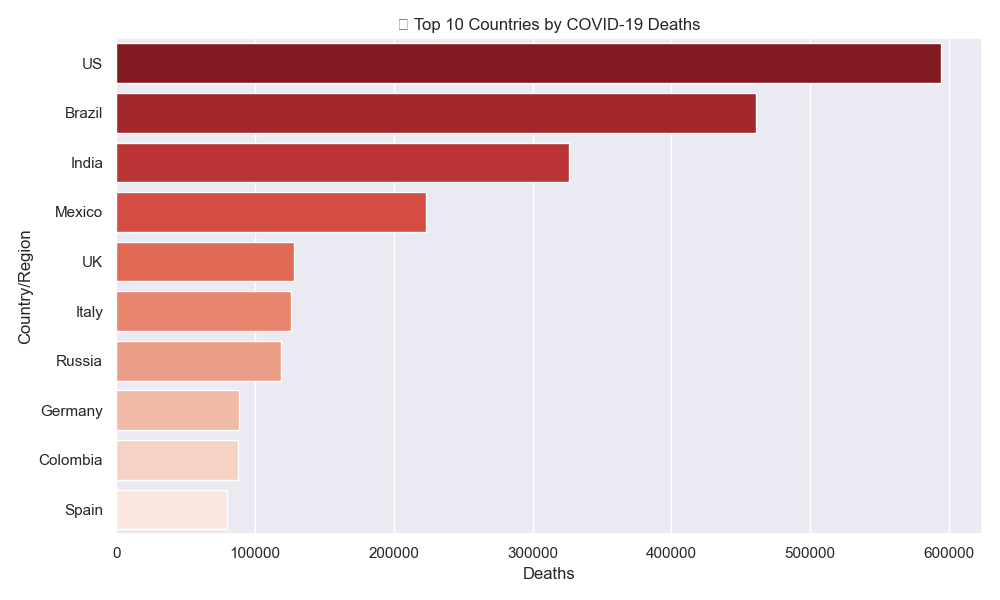 ▯ Top 10 Countries by COVID-19 Deaths
Country/Region
US
Brazil
India
Mexico
UK
Italy
Russia
Germany
Colombia
Spain
0 100000 200000 300000 400000 500000 600000
Deaths